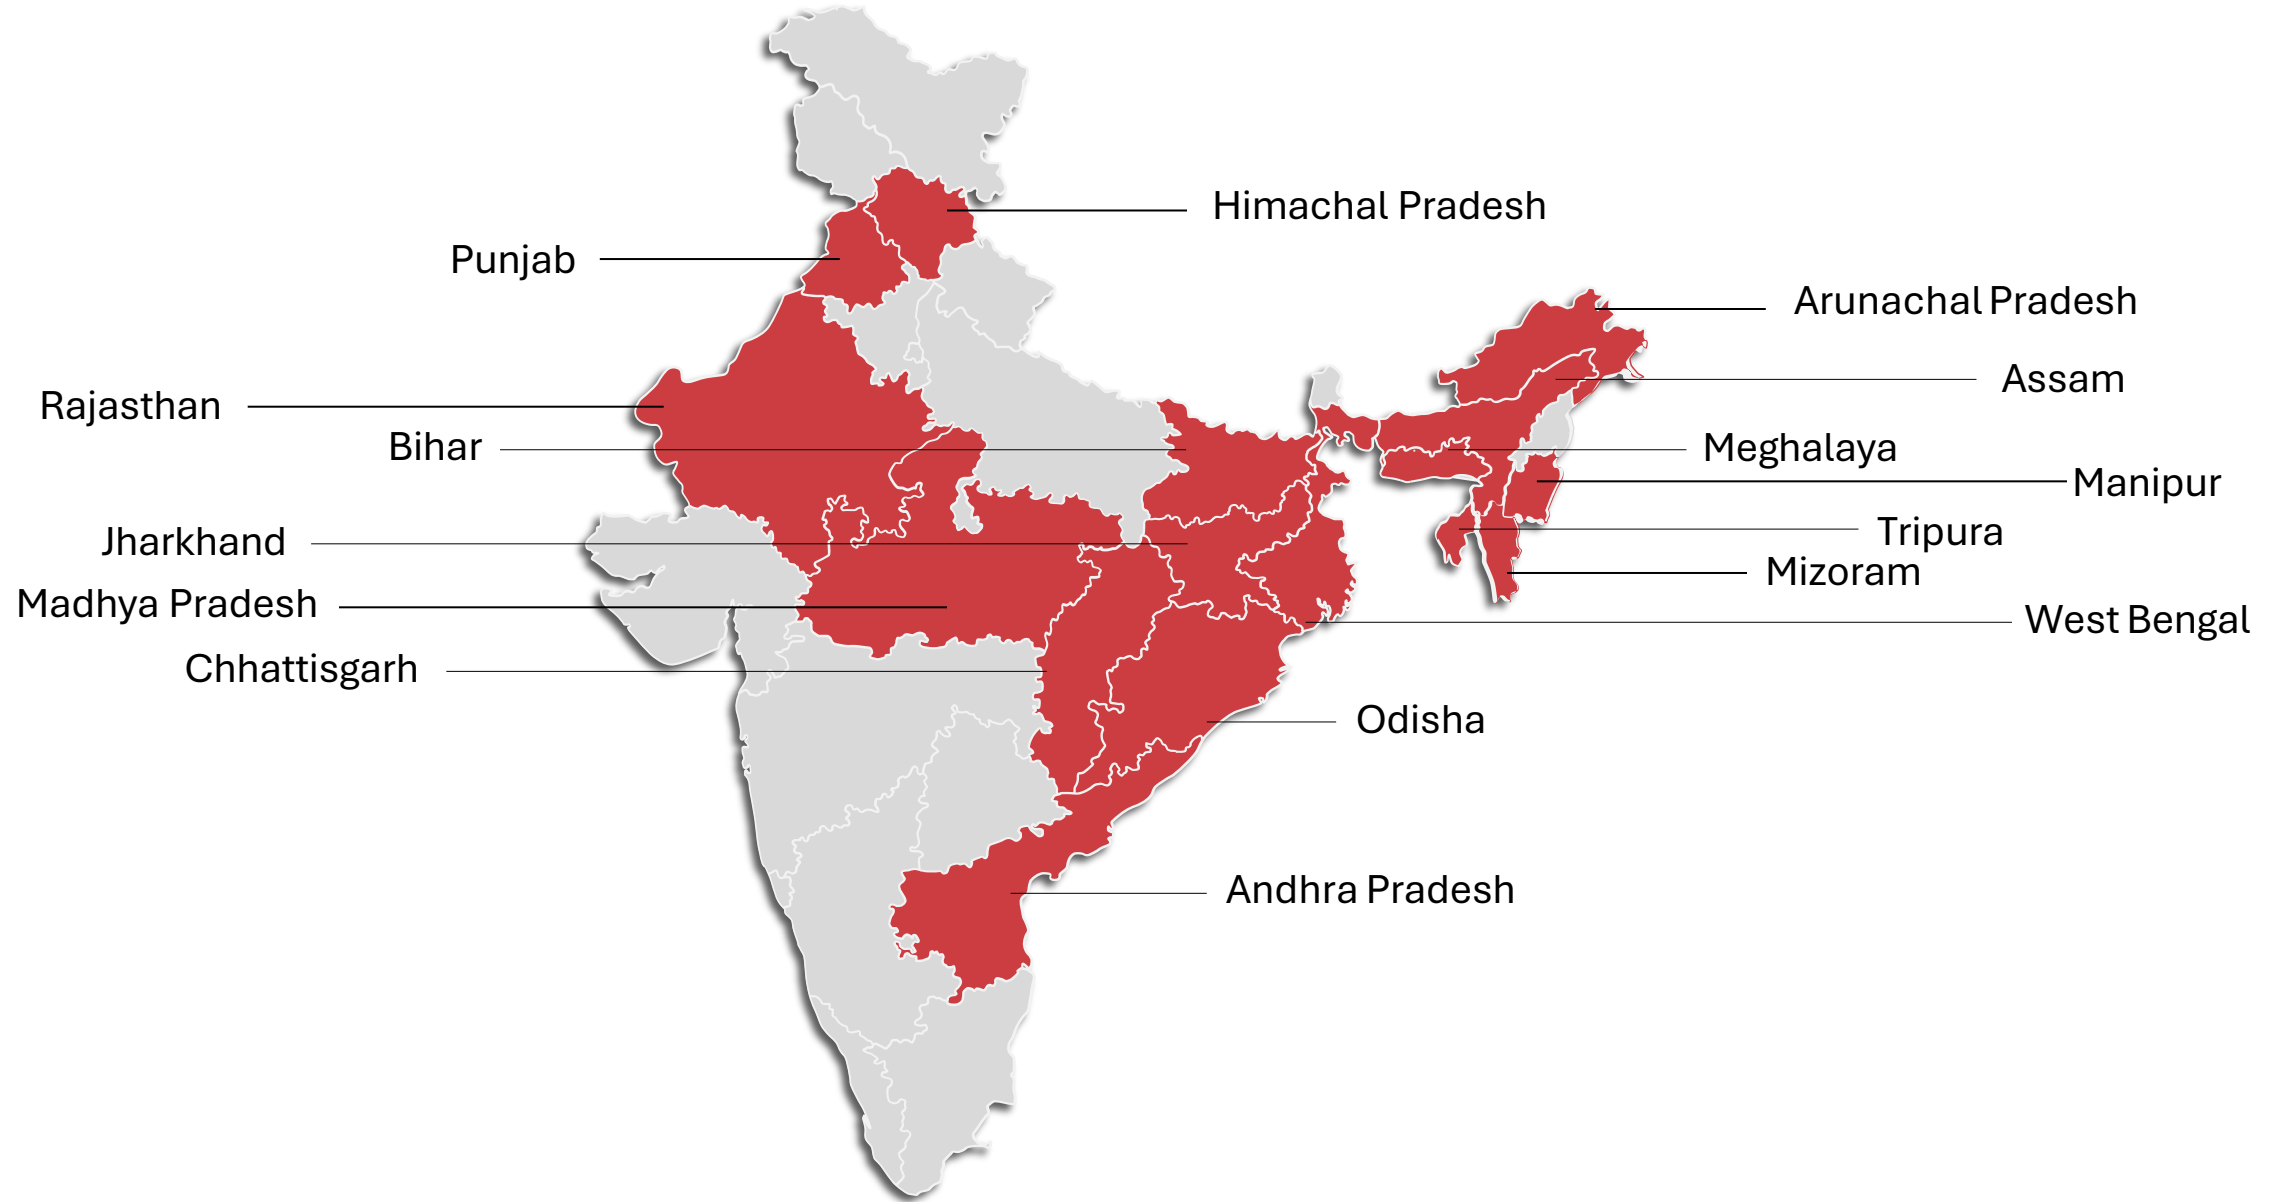 Himachal Pradesh
Punjab
Arunachal Pradesh
Assam
Rajasthan
Bihar
Meghalaya
Manipur
Tripura
Jharkhand
Mizoram
Madhya Pradesh
West Bengal
Chhattisgarh
Odisha
Andhra Pradesh